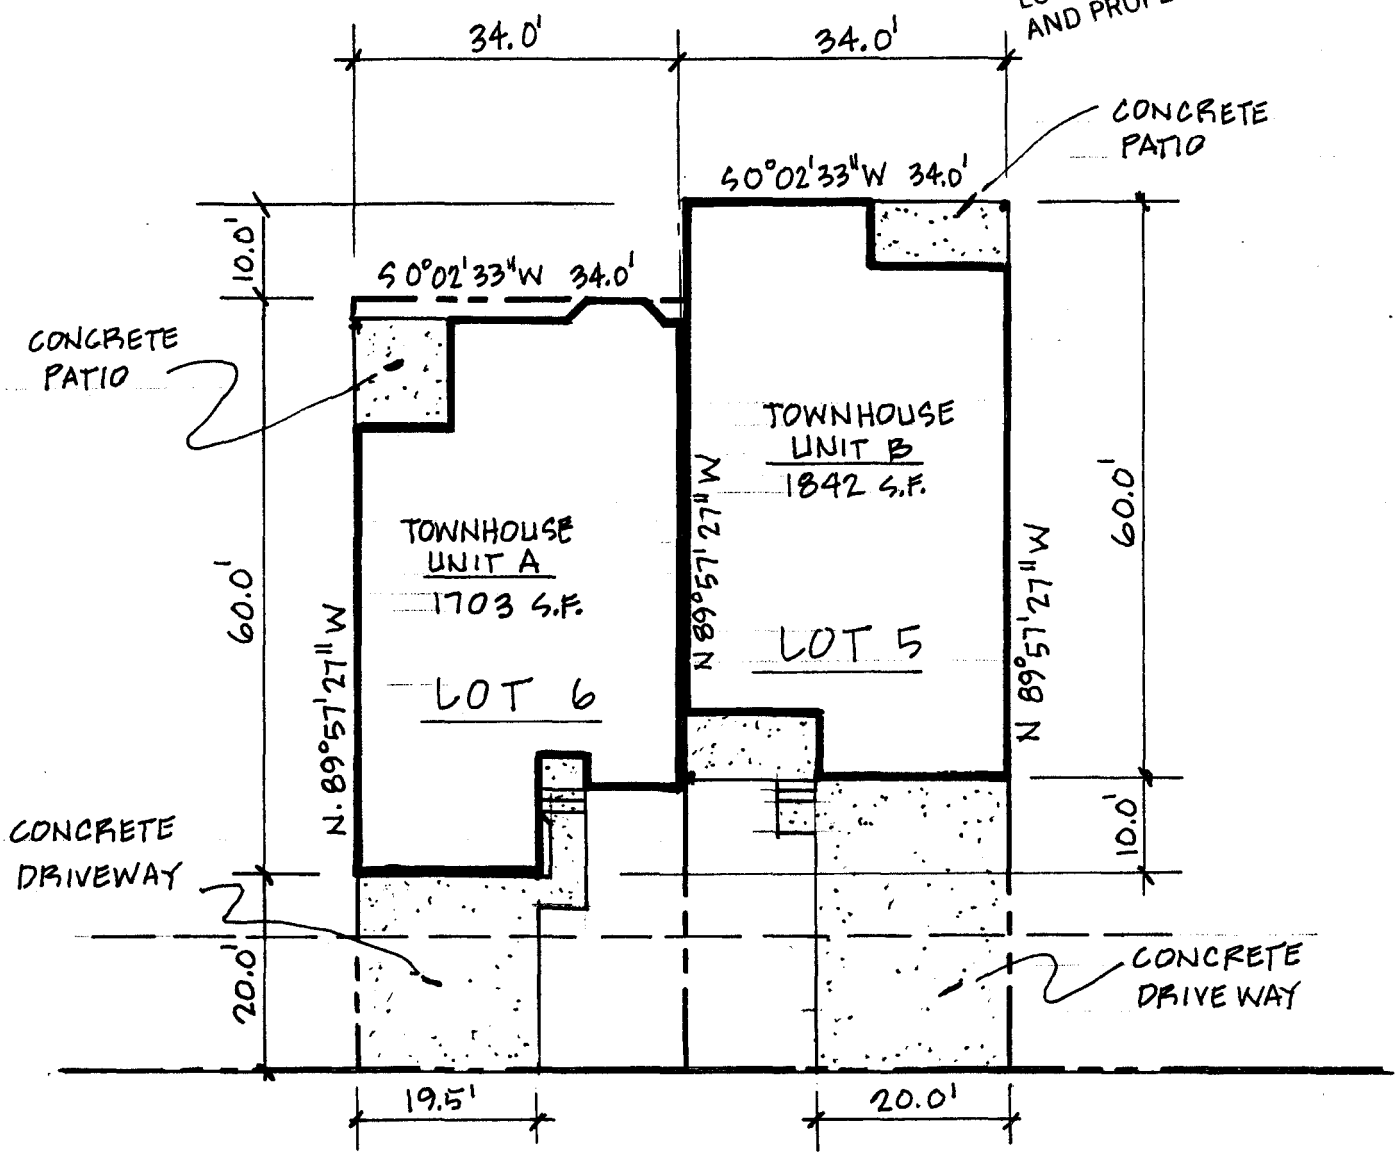 AND PROPE
34.0'
34.0'
CONCRETE
PATIO
S0°02'33"W 34.0'
10.0'
S0°02'33"W 34.0'
CONCRETE
PATIO
TOWNHOUSE
UNIT B
1842 S.F.
60.0'
N 89°57'27" W
TOWNHOUSE
UNIT A
1703 S.F.
60.0'
N 89°57'27" W
LOT 5
N. 89°57'27" W
LOT 6
10.0'
CONCRETE
DRIVEWAY
20.0'
CONCRETE
DRIVE WAY
19.5'
20.0'